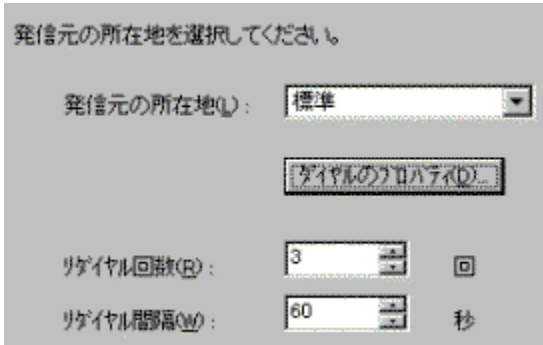 発信元の所在地を選択してください。
発信元の所在地(L): 標準
ﾀﾞｲﾔﾙのﾌﾟﾛﾊﾟﾃｨ(D)...
ﾘﾀﾞｲﾔﾙ回数(R): 3 回
ﾘﾀﾞｲﾔﾙ間隔(W): 60 秒